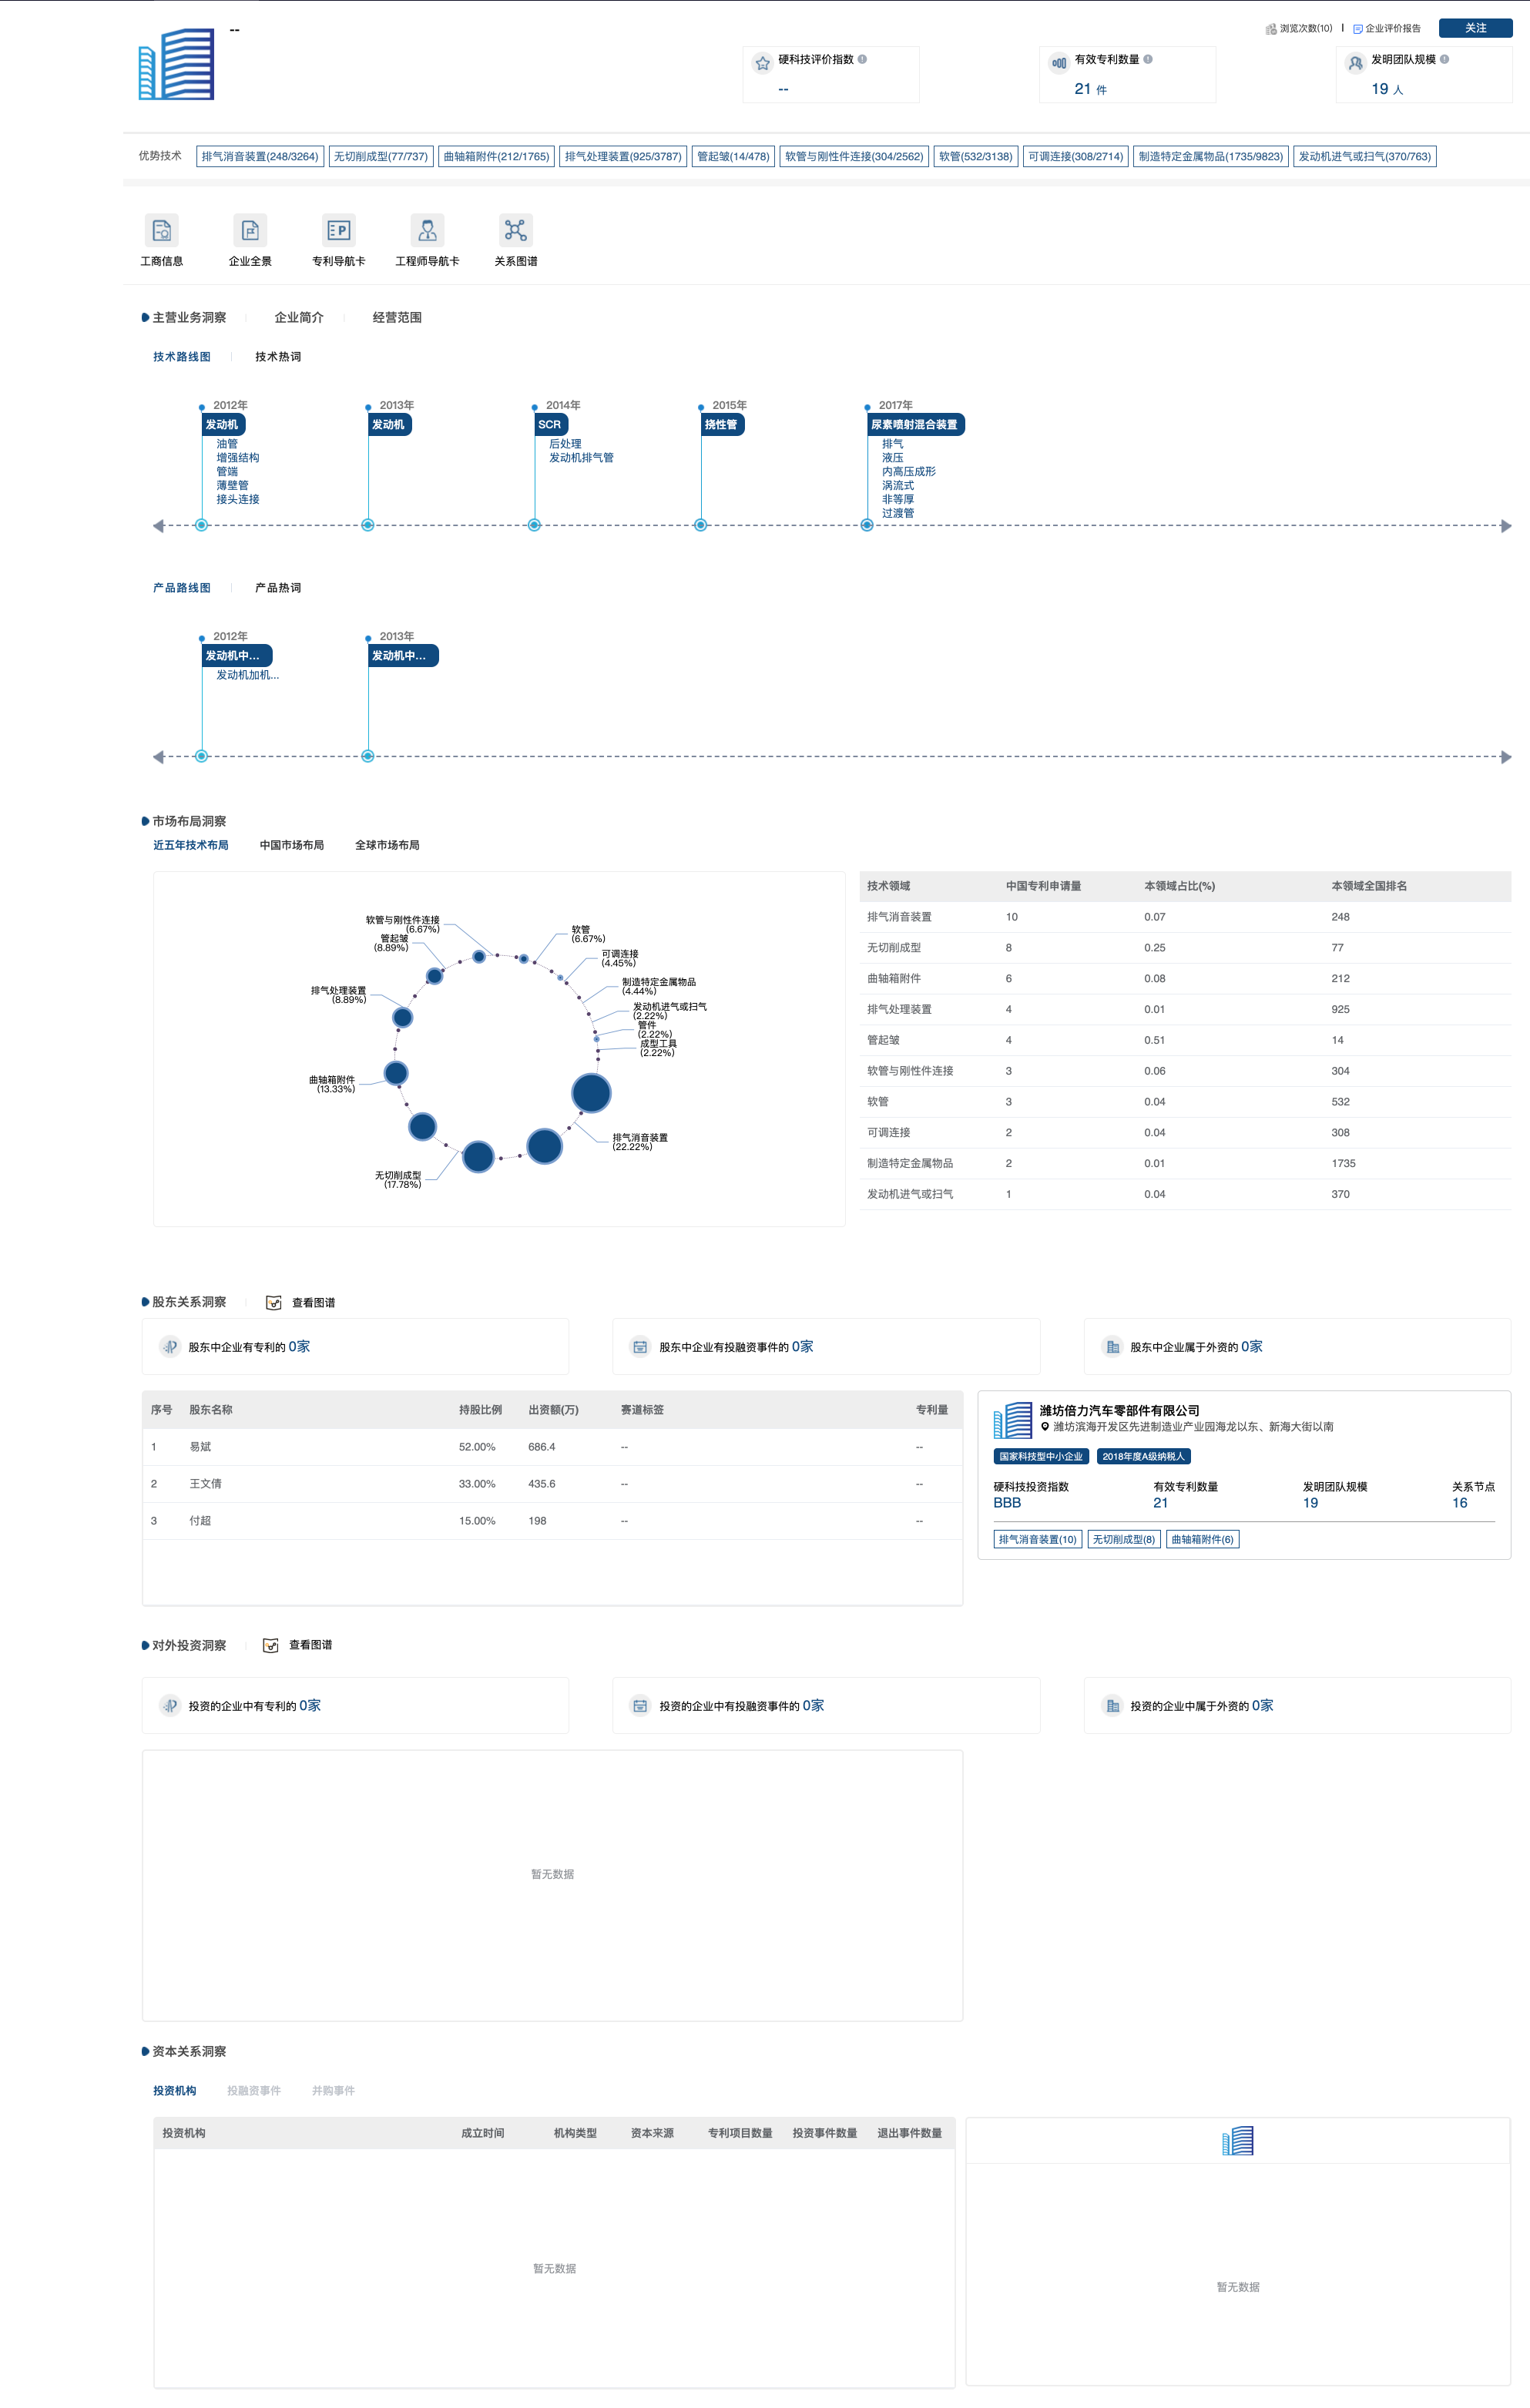 --
浏览次数(10) | 企业评价报告 关注
硬科技评价指数
--
有效专利数量
21 件
发明团队规模
19 人
优势技术 排气消音装置(248/3264) 无切削成型(77/737) 曲轴箱附件(212/1765) 排气处理装置(925/3787) 管起皱(14/478) 软管与刚性件连接(304/2562) 软管(532/3138) 可调连接(308/2714) 制造特定金属物品(1735/9823) 发动机进气或扫气(370/763)
工商信息 企业全景 专利导航卡 工程师导航卡 关系图谱
主营业务洞察 企业简介 经营范围
技术路线图 技术热词
2012年
发动机
油管
增强结构
管端
薄壁管
接头连接
2013年
发动机
2014年
SCR
后处理
发动机排气管
2015年
挠性管
2017年
尿素喷射混合装置
排气
液压
内高压成形
涡流式
非等厚
过渡管
产品路线图 产品热词
2012年
发动机中...
发动机加机...
2013年
发动机中...
市场布局洞察
近五年技术布局 中国市场布局 全球市场布局
软管与刚性件连接
(6.67%)
管起皱
(8.89%)
排气处理装置
(8.89%)
曲轴箱附件
(13.33%)
无切削成型
(17.78%)
软管
(6.67%)
可调连接
(4.45%)
制造特定金属物品
(4.44%)
发动机进气或扫气
(2.22%)
管件
(2.22%)
成型工具
(2.22%)
排气消音装置
(22.22%)
技术领域 中国专利申请量 本领域占比(%) 本领域全国排名
排气消音装置 10 0.07 248
无切削成型 8 0.25 77
曲轴箱附件 6 0.08 212
排气处理装置 4 0.01 925
管起皱 4 0.51 14
软管与刚性件连接 3 0.06 304
软管 3 0.04 532
可调连接 2 0.04 308
制造特定金属物品 2 0.01 1735
发动机进气或扫气 1 0.04 370
股东关系洞察 查看图谱
股东中企业有专利的 0家
股东中企业有投融资事件的 0家
股东中企业属于外资的 0家
序号 股东名称 持股比例 出资额(万) 赛道标签 专利量
1 易斌 52.00% 686.4 -- --
2 王文倩 33.00% 435.6 -- --
3 付超 15.00% 198 -- --
潍坊倍力汽车零部件有限公司
潍坊滨海开发区先进制造业产业园海龙以东、新海大街以南
国家科技型中小企业 2018年度A级纳税人
硬科技投资指数 有效专利数量 发明团队规模 关系节点
BBB 21 19 16
排气消音装置(10) 无切削成型(8) 曲轴箱附件(6)
对外投资洞察 查看图谱
投资的企业中有专利的 0家
投资的企业中有投融资事件的 0家
投资的企业中属于外资的 0家
暂无数据
资本关系洞察
投资机构 投融资事件 并购事件
投资机构 成立时间 机构类型 资本来源 专利项目数量 投资事件数量 退出事件数量
暂无数据
暂无数据